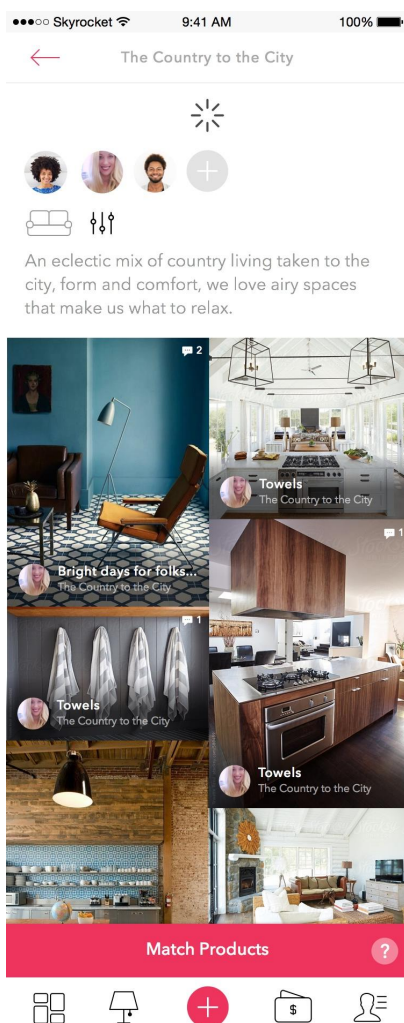 Skyrocket 9:41 AM 100%
The Country to the City
An eclectic mix of country living taken to the
city, form and comfort, we love airy spaces
that make us what to relax.
2
Bright days for folks...
The Country to the City
Towels
The Country to the City
1
Towels
The Country to the City
1
Towels
The Country to the City
Match Products
?
$